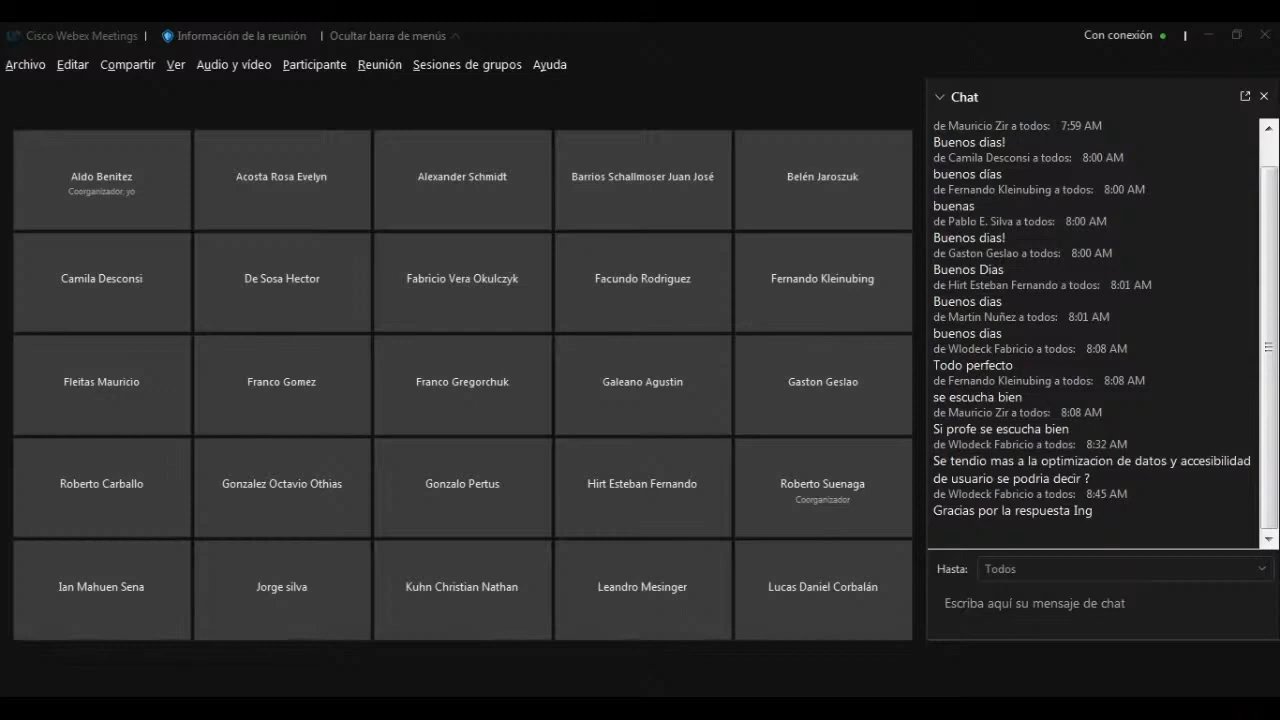 Cisco Webex Meetings | Información de la reunión | Ocultar barra de menús
Con conexión
Archivo Editar Compartir Ver Audio y vídeo Participante Reunión Sesiones de grupos Ayuda
Aldo Benitez
Coorganizador, yo
Acosta Rosa Evelyn
Alexander Schmidt
Barrios Schallmoser Juan José
Belén Jaroszuk
Camila Desconsi
De Sosa Hector
Fabricio Vera Okulczyk
Facundo Rodriguez
Fernando Kleinubing
Fleitas Mauricio
Franco Gomez
Franco Gregorchuk
Galeano Agustin
Gaston Geslao
Roberto Carballo
Gonzalez Octavio Othias
Gonzalo Pertus
Hirt Esteban Fernando
Roberto Suenaga
Coorganizador
Ian Mahuen Sena
Jorge silva
Kuhn Christian Nathan
Leandro Mesinger
Lucas Daniel Corbalán
Chat
de Mauricio Zir a todos: 7:59 AM
Buenos dias!
de Camila Desconsi a todos: 8:00 AM
buenos días
de Fernando Kleinubing a todos: 8:00 AM
buenas
de Pablo E. Silva a todos: 8:00 AM
Buenos dias!
de Gaston Geslao a todos: 8:00 AM
Buenos Dias
de Hirt Esteban Fernando a todos: 8:01 AM
Buenos dias
de Martin Nuñez a todos: 8:01 AM
buenos dias
de Wlodeck Fabricio a todos: 8:08 AM
Todo perfecto
de Fernando Kleinubing a todos: 8:08 AM
se escucha bien
de Mauricio Zir a todos: 8:08 AM
Si profe se escucha bien
de Wlodeck Fabricio a todos: 8:32 AM
Se tendio mas a la optimizacion de datos y accesibilidad
de usuario se podria decir ?
de Wlodeck Fabricio a todos: 8:45 AM
Gracias por la respuesta Ing
Hasta: Todos
Escriba aquí su mensaje de chat